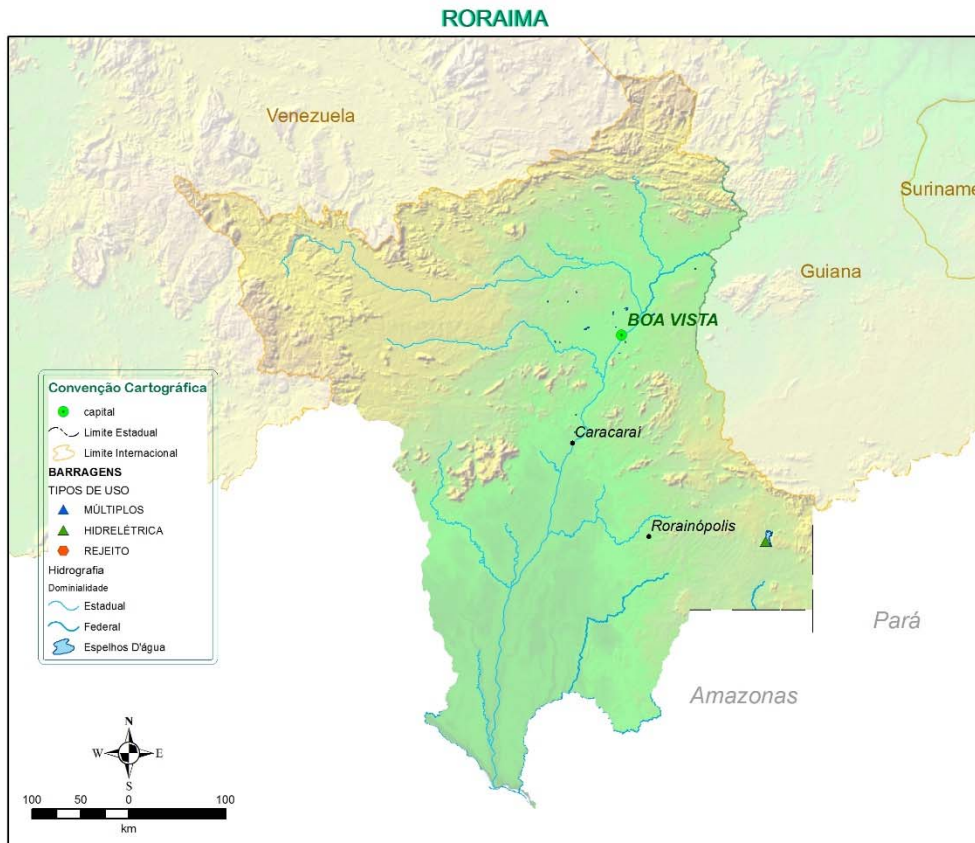 RORAIMA
Venezuela
Suriname
Guiana
BOA VISTA
Convenção Cartográfica
capital
Limite Estadual
Limite Internacional
BARRAGENS
TIPOS DE USO
MÚLTIPLOS
HIDRELÉTRICA
REJEITO
Hidrografia
Dominialidade
Estadual
Federal
Espelhos D'água
Caracaraí
Rorainópolis
Pará
Amazonas
N
W E
S
100 50 0 100
km